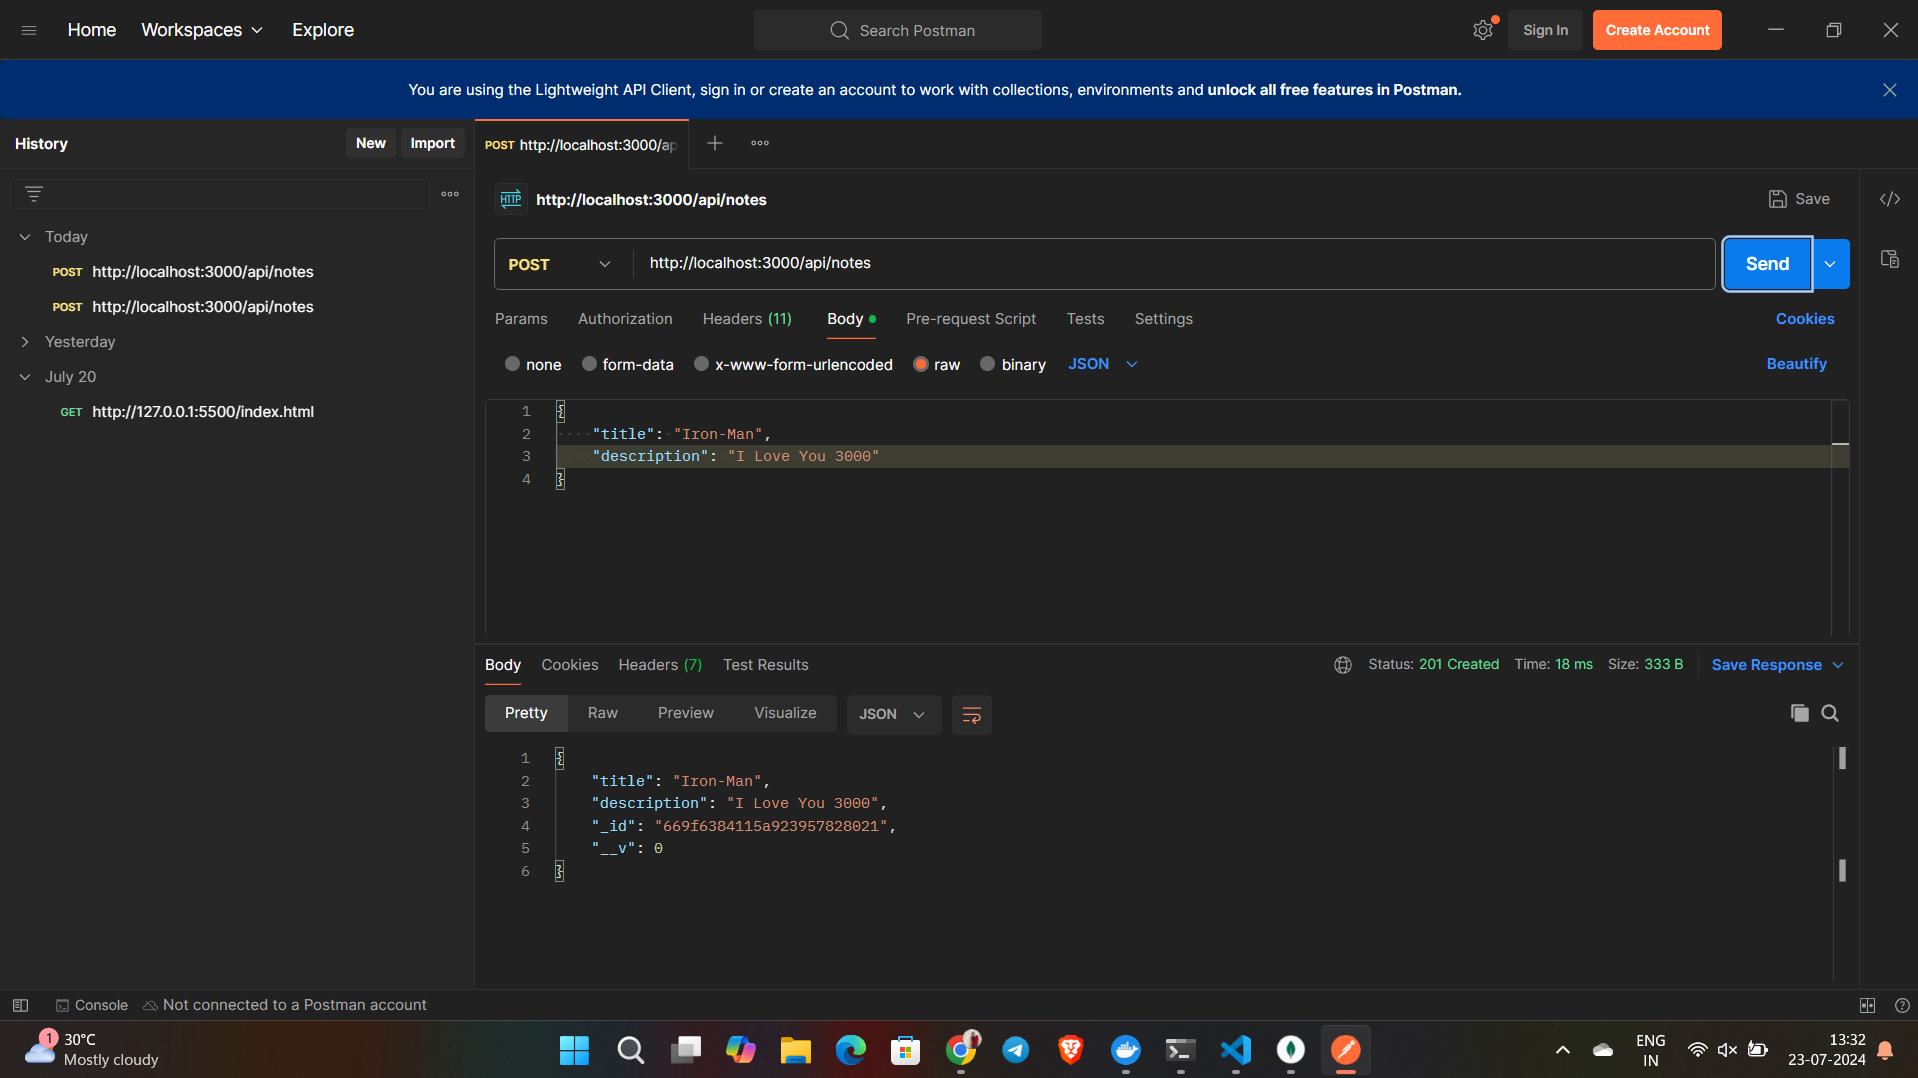 Home
Workspaces
Explore
Search Postman
Sign In
Create Account
You are using the Lightweight API Client, sign in or create an account to work with collections, environments and unlock all free features in Postman.
History
New
Import
Today
POST http://localhost:3000/api/notes
POST http://localhost:3000/api/notes
Yesterday
July 20
GET http://127.0.0.1:5500/index.html
POST http://localhost:3000/ap
HTTP http://localhost:3000/api/notes
Save
POST http://localhost:3000/api/notes
Send
Params Authorization Headers (11) Body Pre-request Script Tests Settings
Cookies
none form-data x-www-form-urlencoded raw binary JSON
Beautify
1 {
2 "title": "Iron-Man",
3 "description": "I Love You 3000"
4 }
Body Cookies Headers (7) Test Results
Status: 201 Created Time: 18 ms Size: 333 B Save Response
Pretty Raw Preview Visualize JSON
1 {
2 "title": "Iron-Man",
3 "description": "I Love You 3000",
4 "_id": "669f6384115a923957828021",
5 "__v": 0
6 }
Console Not connected to a Postman account
1
30°C
Mostly cloudy
ENG
IN
13:32
23-07-2024